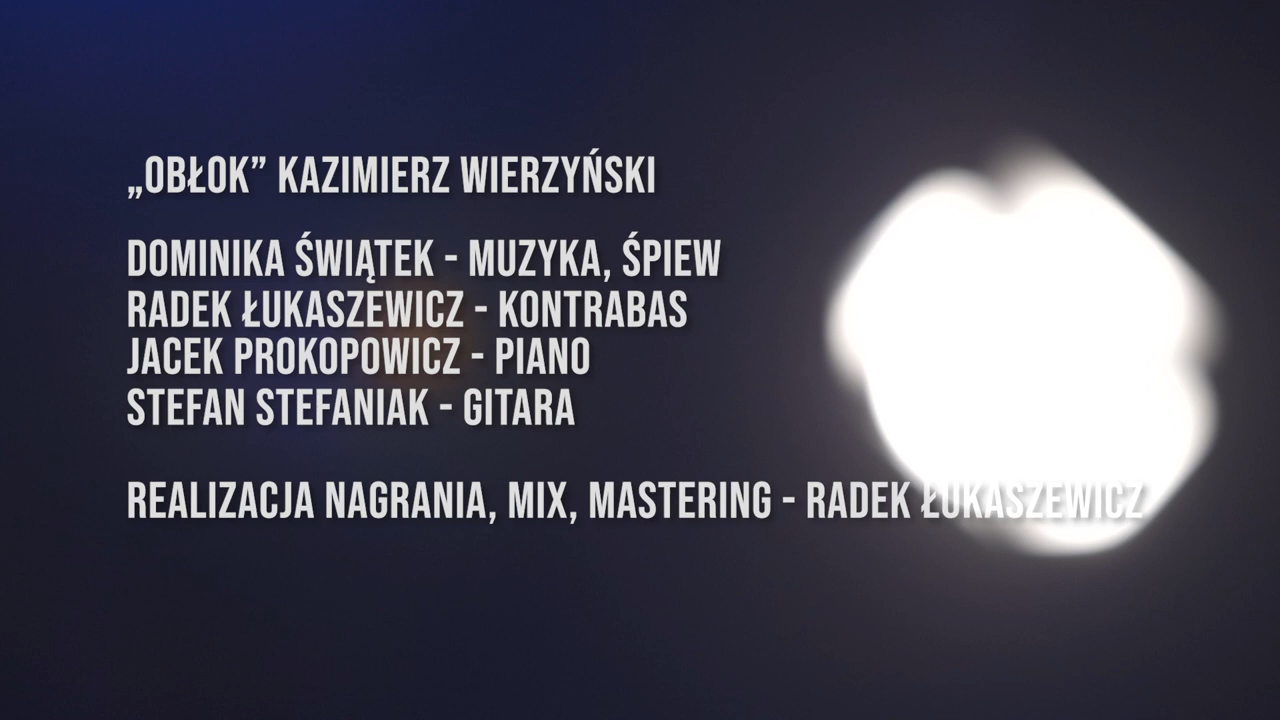 „OBŁOK” KAZIMIERZ WIERZYŃSKI
DOMINIKA ŚWIĄTEK - MUZYKA, ŚPIEW
RADEK ŁUKASZEWICZ - KONTRABAS
JACEK PROKOPOWICZ - PIANO
STEFAN STEFANIAK - GITARA
REALIZACJA NAGRANIA, MIX, MASTERING - RADEK ŁUKASZEWICZ